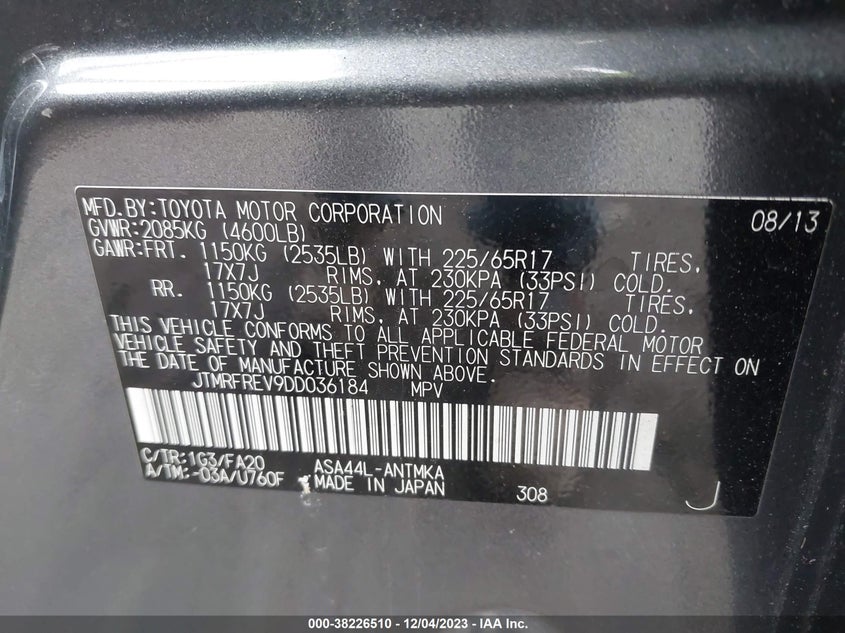 MFD.BY:TOYOTA MOTOR CORPORATION 08/13
GVWR:2085KG (4600LB)
GAWR:FRT. 1150KG (2535LB) WITH 225/65R17 TIRES,
17X7J RIMS, AT 230KPA (33PSI) COLD.
RR. 1150KG (2535LB) WITH 225/65R17 TIRES,
17X7J RIMS, AT 230KPA (33PSI) COLD.
THIS VEHICLE CONFORMS TO ALL APPLICABLE FEDERAL MOTOR
VEHICLE SAFETY AND THEFT PREVENTION STANDARDS IN EFFECT ON
THE DATE OF MANUFACTURE SHOWN ABOVE.
JTMRFREV9DD036184 MPV
C/TR:1G3/FA20 ASA44L-ANTMKA
A/TM:-03A/U760F MADE IN JAPAN 308 J
000-38226510 - 12/04/2023 - IAA Inc.